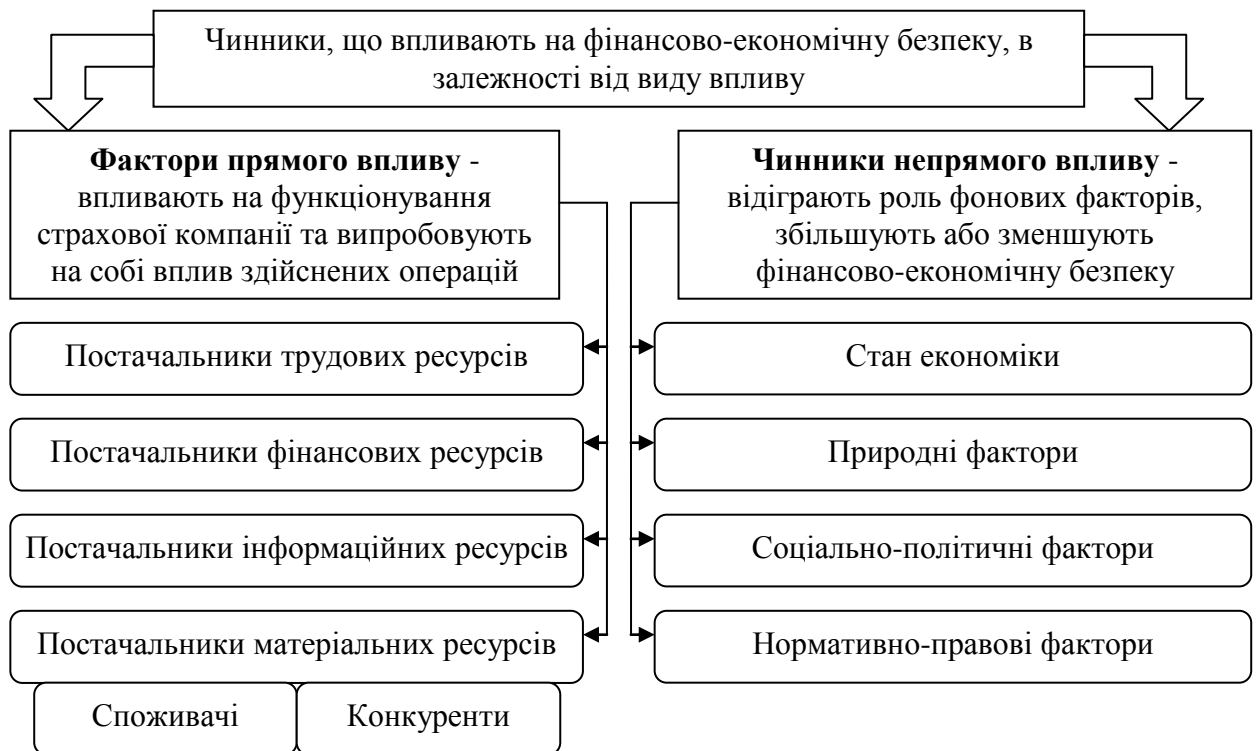 Чинники, що впливають на фінансово-економічну безпеку, в
залежності від виду впливу
Фактори прямого впливу -
впливають на функціонування
страхової компанії та випробовують
на собі вплив здійснених операцій
Чинники непрямого впливу -
відіграють роль фонових факторів,
збільшують або зменшують
фінансово-економічну безпеку
Постачальники трудових ресурсів
Стан економіки
Постачальники фінансових ресурсів
Природні фактори
Постачальники інформаційних ресурсів
Соціально-політичні фактори
Постачальники матеріальних ресурсів
Нормативно-правові фактори
Споживачі
Конкуренти